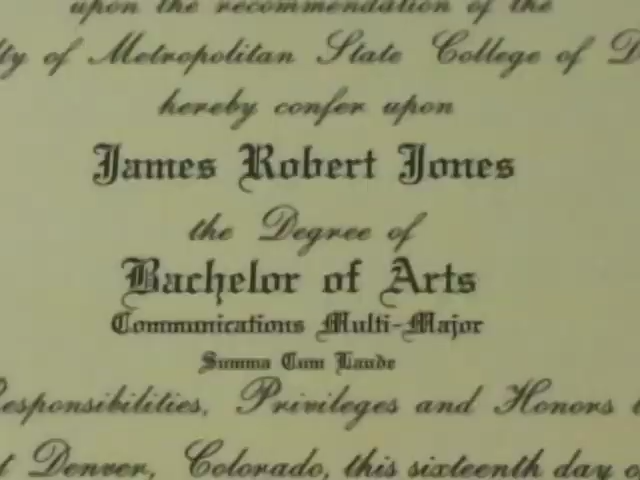 upon the recommendation of the
ty of Metropolitan State College of D
hereby confer upon
James Robert Jones
the Degree of
Bachelor of Arts
Communications Multi-Major
Summa Cum Laude
Responsibilities, Privileges and Honors
t Denver, Colorado, this sixteenth day o